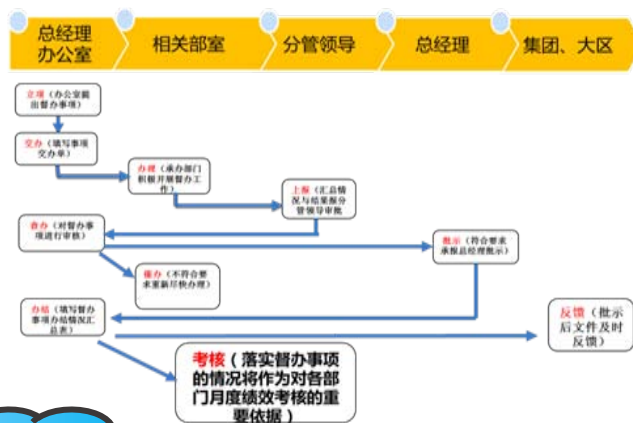 总经理
办公室
相关部室
分管领导
总经理
集团、大区
立项（办公室提
出督办事项）
交办（填写事项
交办单）
办理（承办部门
积极开展督办工
作）
上报（汇总情
况与结果报分
管领导审批
查办（对督办事
项进行审核）
批示（符合要求
承报总经理批示）
催办（不符合要
求重新尽快办理）
办结（填写督办
事项办结情况汇
总表）
反馈（批示
后文件及时
反馈）
考核（落实督办事项
的情况将作为对各部
门月度绩效考核的重
要依据）